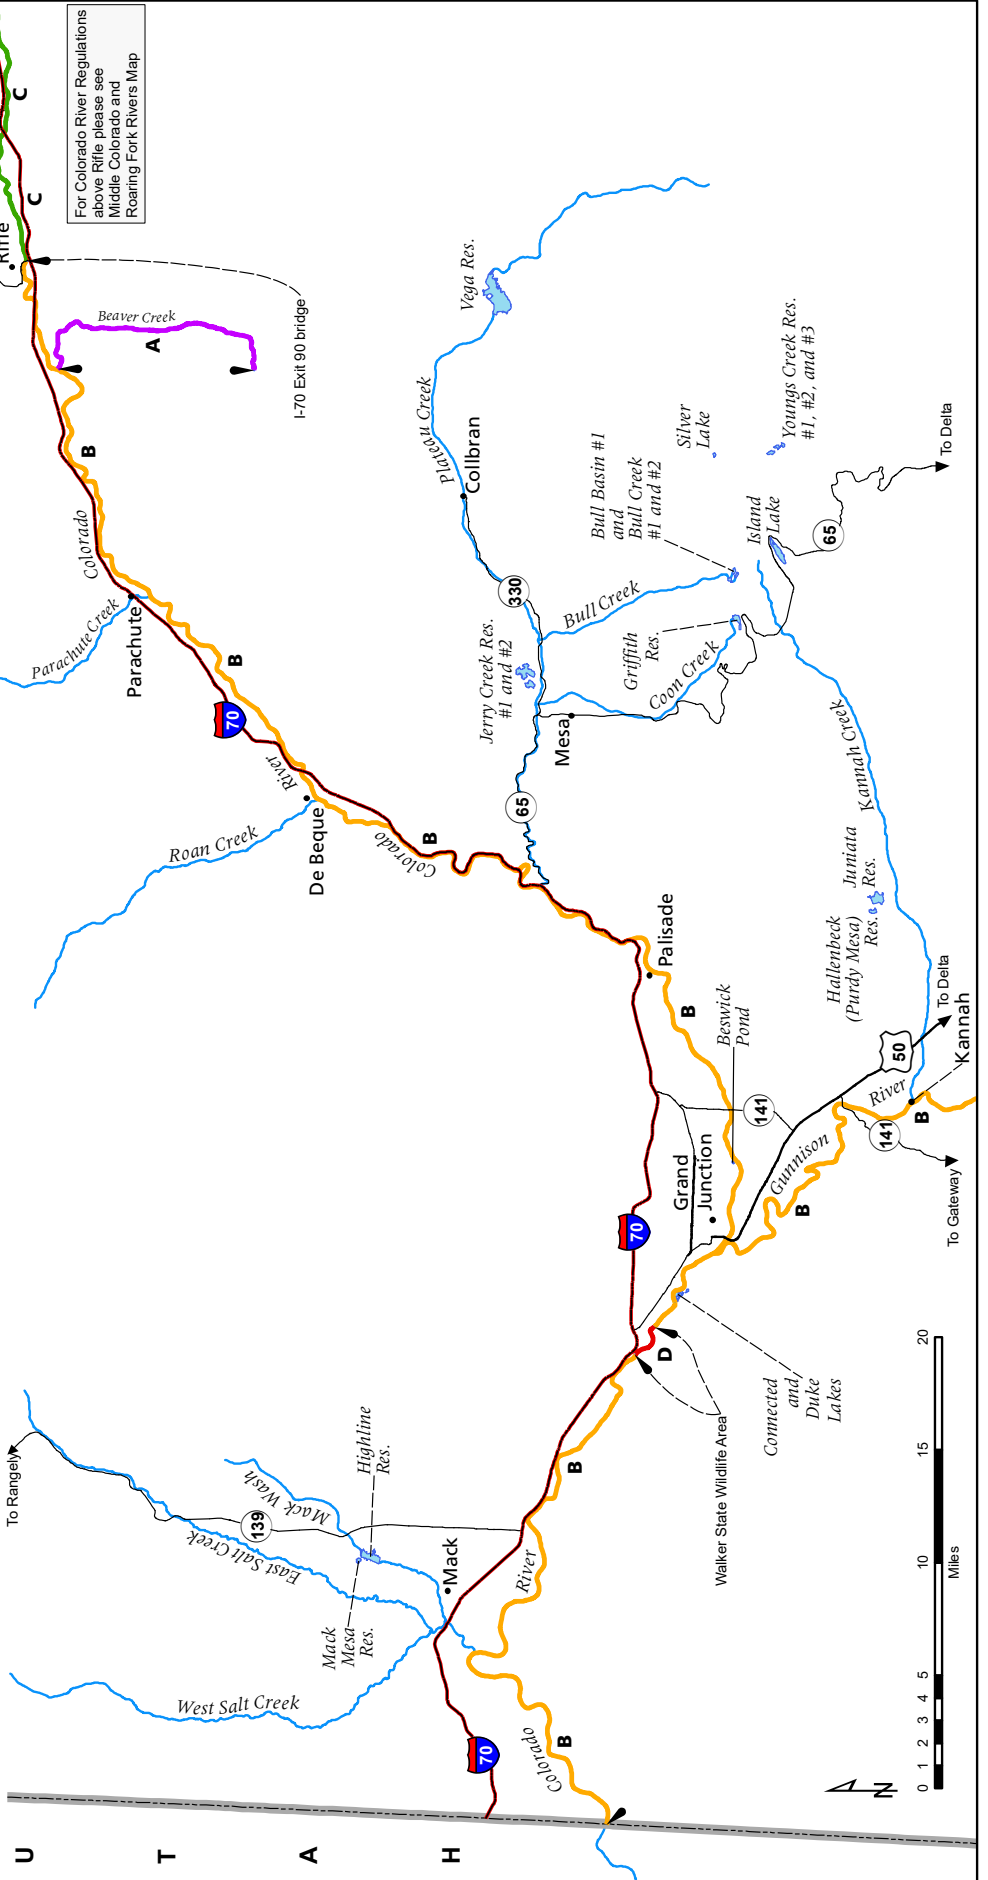 For Colorado River Regulations
above Rifle please see
Middle Colorado and
Roaring Fork Rivers Map
C
C
Rifle
Beaver Creek
A
I-70 Exit 90 bridge
B
Colorado
Parachute Creek
Parachute
B
70
River
De Beque
Roan Creek
Colorado
B
Vega Res.
Plateau Creek
Collbran
330
Jerry Creek Res.
#1 and #2
Bull Creek
Bull Basin #1
and
Bull Creek
#1 and #2
Silver
Lake
Youngs Creek Res.
#1, #2, and #3
Island
Lake
65
To Delta
Griffith
Res.
Coon Creek
Mesa
65
Kannah Creek
Juniata
Res.
Hallenbeck
(Purdy Mesa)
Res.
Palisade
B
Beswick
Pond
To Delta
Kannah
50
River
B
141
141
To Gateway
Gunnison
B
Grand
Junction
70
D
Walker State Wildlife Area
Connected
and
Duke
Lakes
To Rangely
139
Mack Wash
East Salt Creek
Highline
Res.
Mack
Mesa
Res.
Mack
River
B
West Salt Creek
70
Colorado
B
U
T
A
H
N
0 1 2 3 4 5 10 15 20
Miles